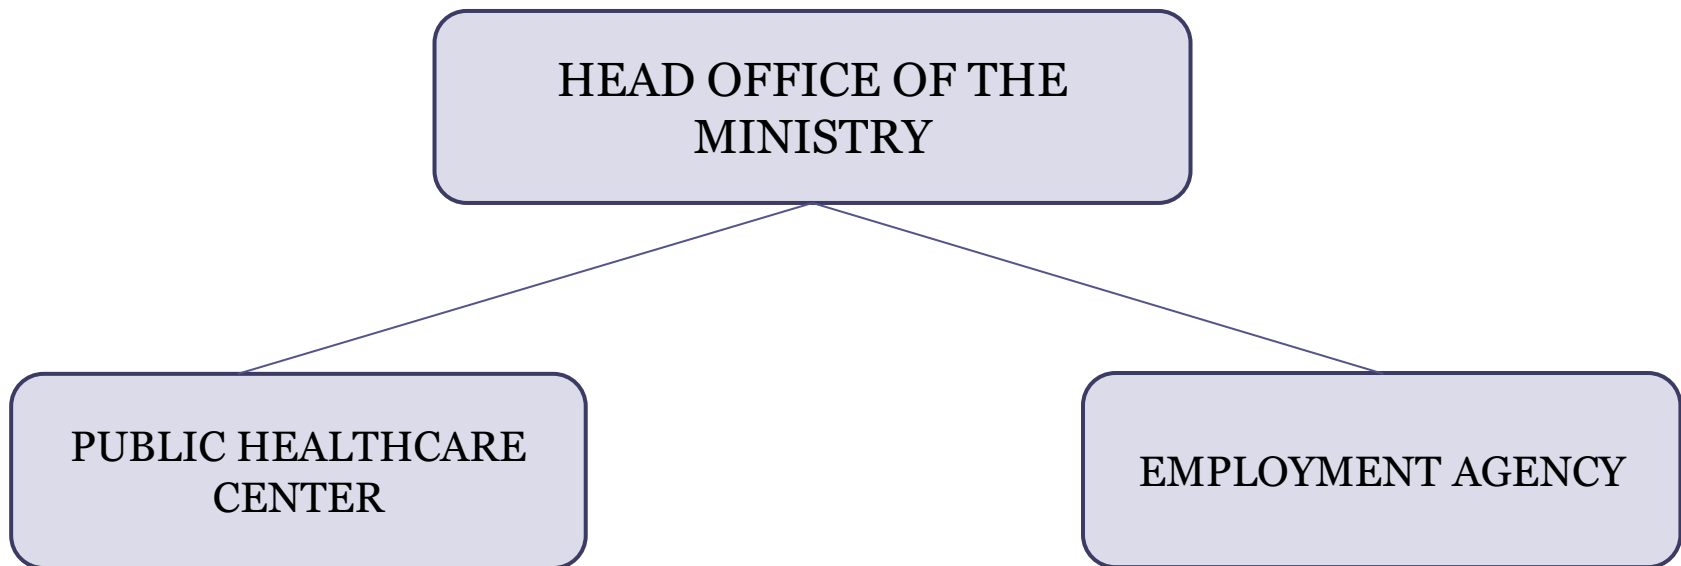 HEAD OFFICE OF THE
MINISTRY
PUBLIC HEALTHCARE
CENTER
EMPLOYMENT AGENCY